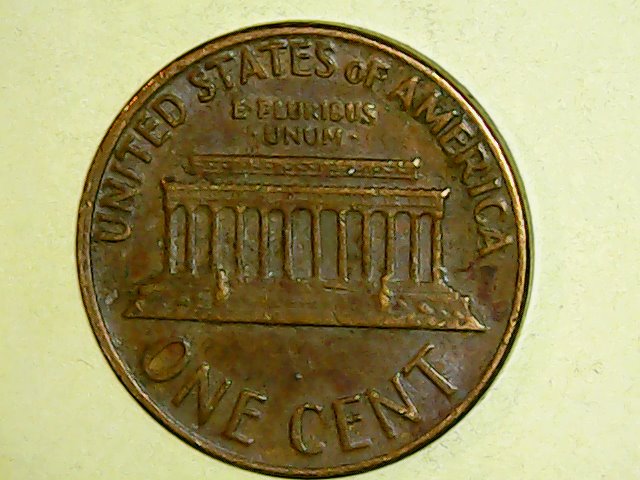 UNITED STATES OF AMERICA
E PLURIBUS
· UNUM ·
ONE CENT